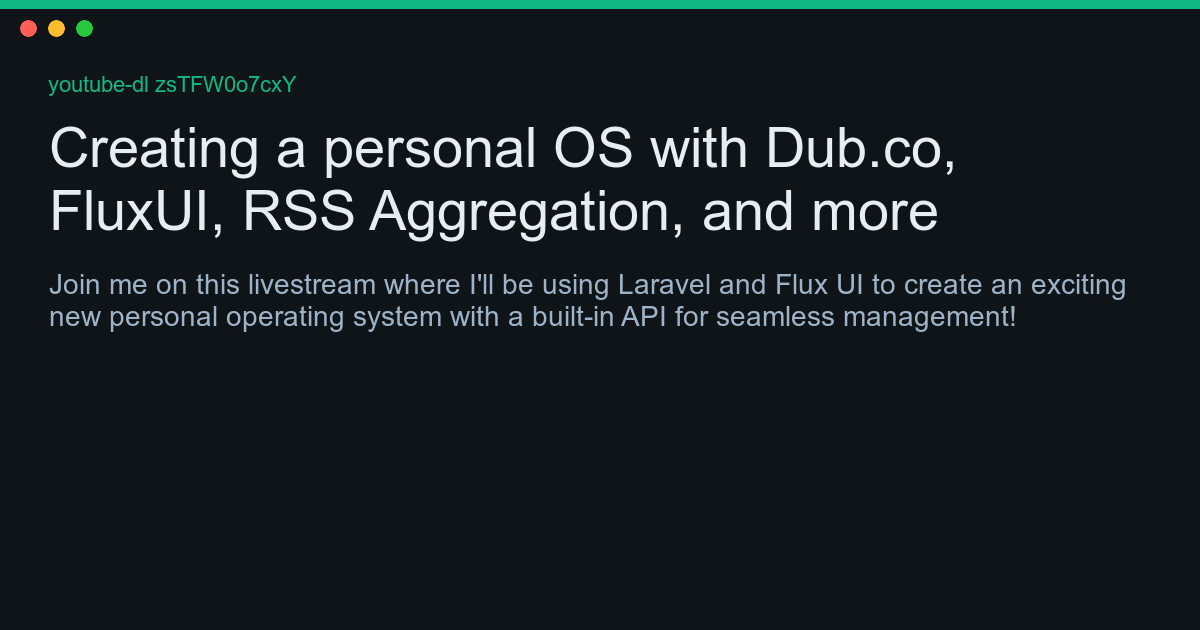 youtube-dl zsTFW0o7cxY
Creating a personal OS with Dub.co,
FluxUI, RSS Aggregation, and more
Join me on this livestream where I'll be using Laravel and Flux UI to create an exciting
new personal operating system with a built-in API for seamless management!